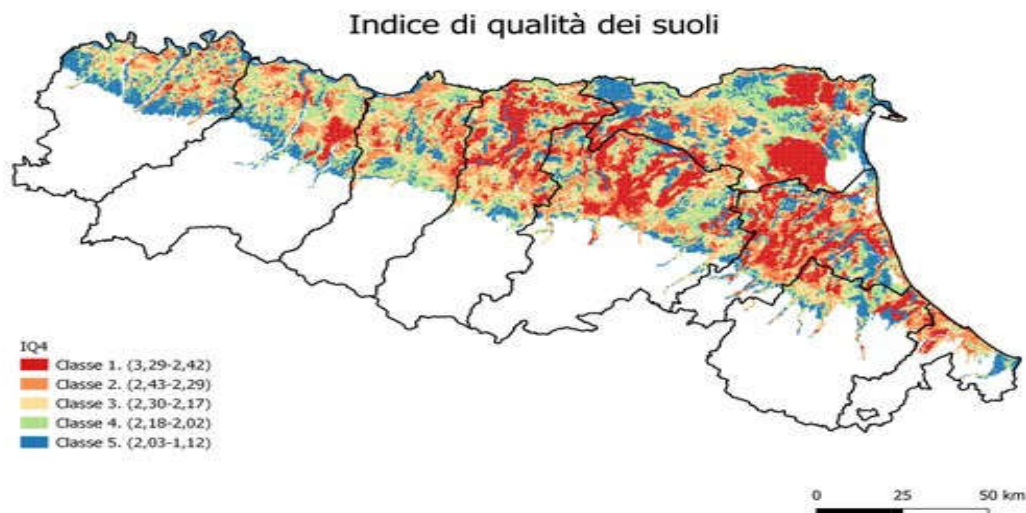 Indice di qualità dei suoli
IQ4
Classe 1. (3,29-2,42)
Classe 2. (2,43-2,29)
Classe 3. (2,30-2,17)
Classe 4. (2,18-2,02)
Classe 5. (2,03-1,12)
0 25 50 km